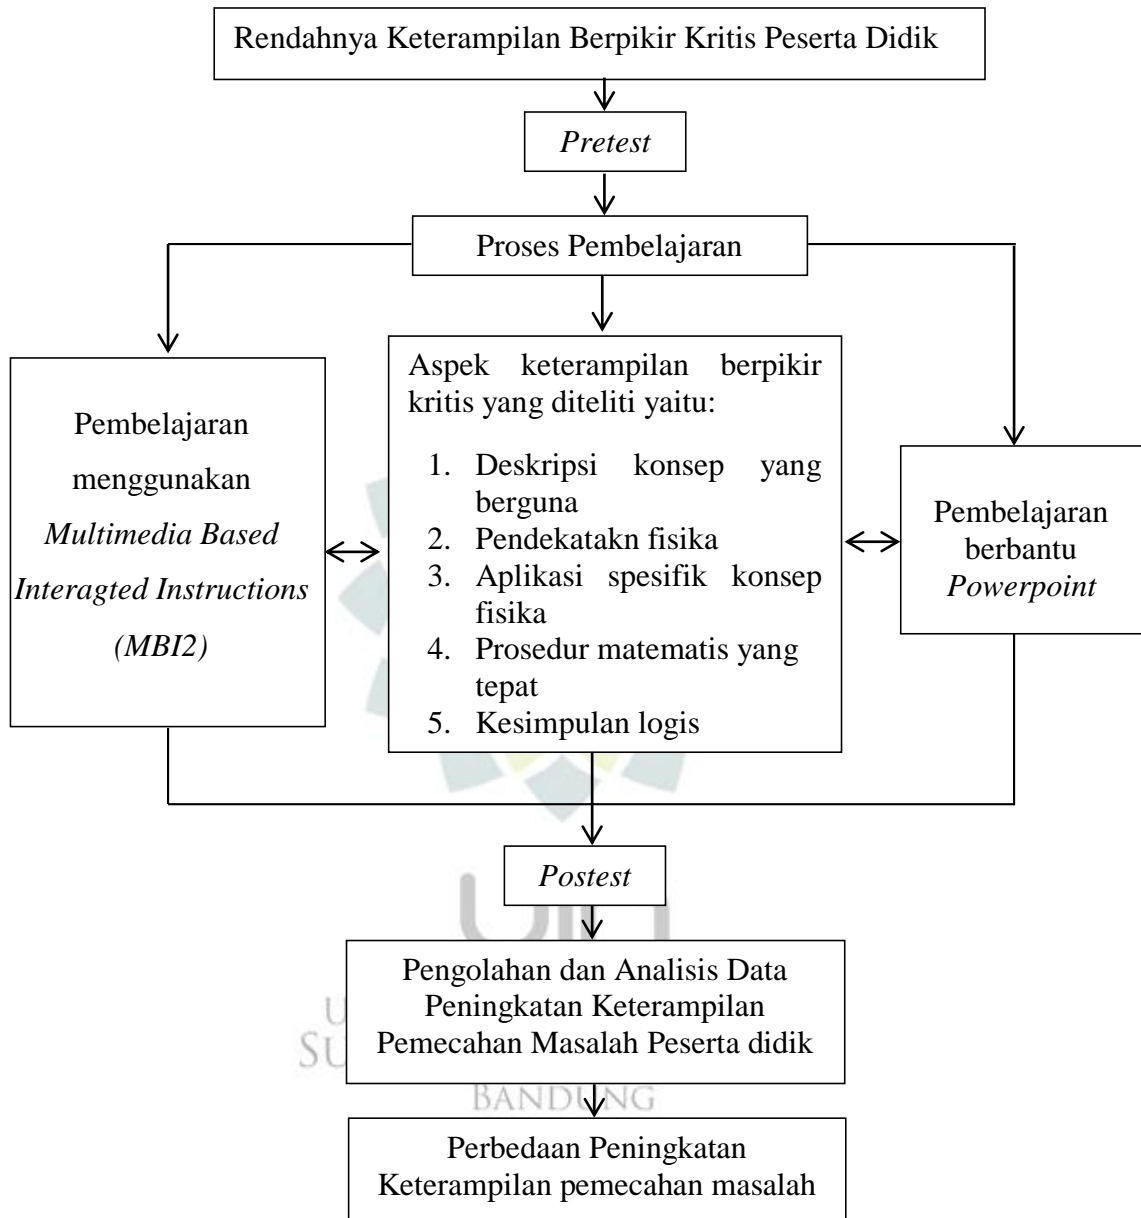 Rendahnya Keterampilan Berpikir Kritis Peserta Didik
Pretest
Proses Pembelajaran
Pembelajaran
menggunakan
Multimedia Based
Interagted Instructions
(MBI2)
Aspek keterampilan berpikir
kritis yang diteliti yaitu:
1. Deskripsi konsep yang
berguna
2. Pendekatakn fisika
3. Aplikasi spesifik konsep
fisika
4. Prosedur matematis yang
tepat
5. Kesimpulan logis
Pembelajaran
berbantu
Powerpoint
Postest
Pengolahan dan Analisis Data
Peningkatan Keterampilan
Pemecahan Masalah Peserta didik
BANDUNG
Perbedaan Peningkatan
Keterampilan pemecahan masalah